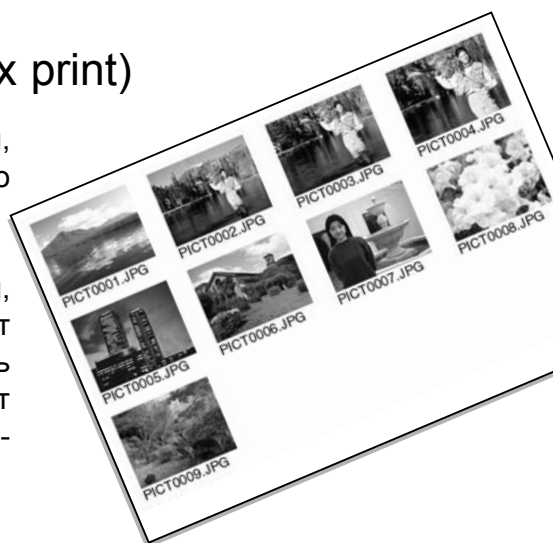 x print)
,
о
,
т
ь
т
-
PICT0001.JPG
PICT0002.JPG
PICT0003.JPG
PICT0004.JPG
PICT0005.JPG
PICT0006.JPG
PICT0007.JPG
PICT0008.JPG
PICT0009.JPG